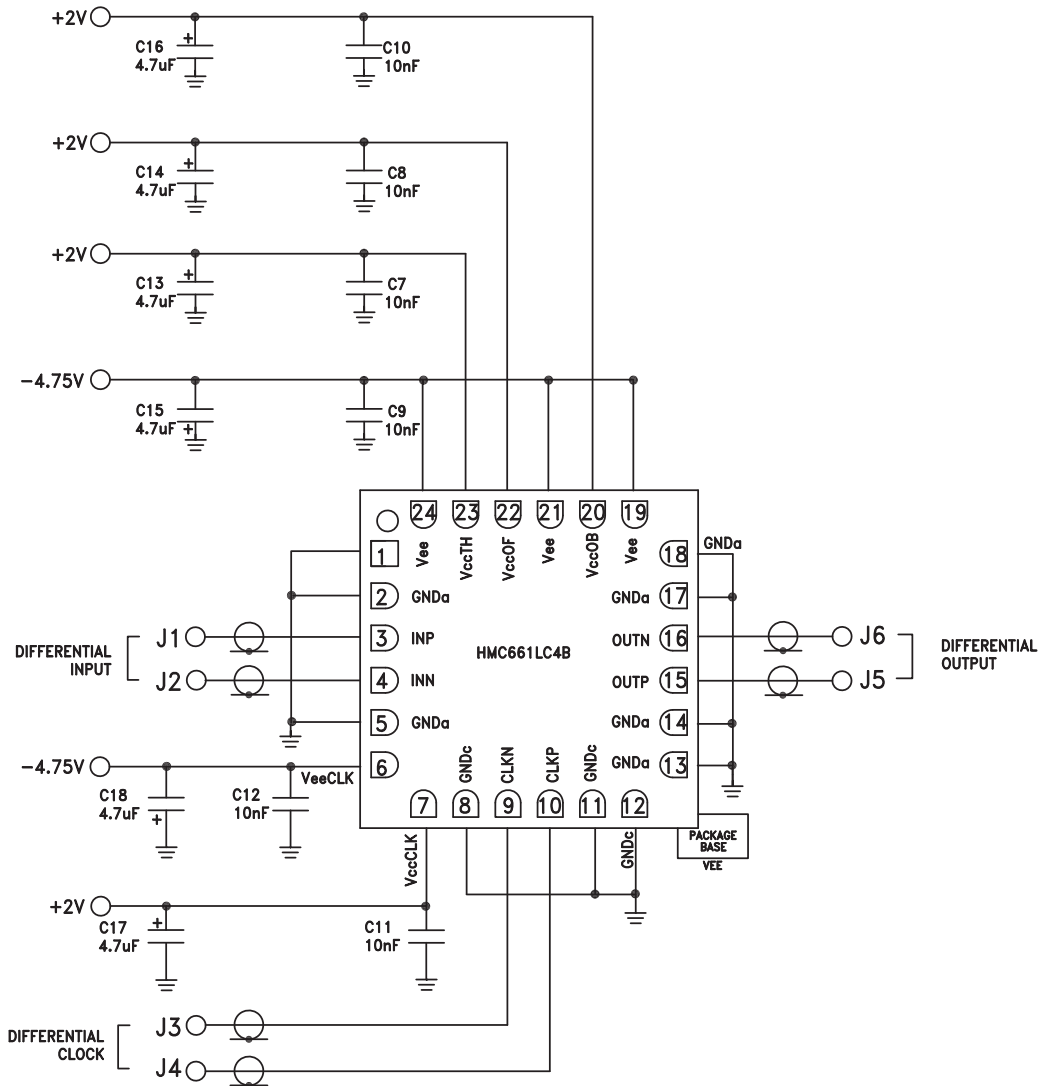 +2V
C16
+
4.7uF
C10
10nF
+2V
C14
+
4.7uF
C8
10nF
+2V
C13
+
4.7uF
C7
10nF
-4.75V
C15
4.7uF
+
C9
10nF
24
23
22
21
20
19
Vee
VccTH
VccOF
Vee
VccOB
Vee
1
18
GNDa
2
GNDa
GNDa
17
DIFFERENTIAL
INPUT
J1
3
INP
HMC661LC4B
OUTN
16
J6
DIFFERENTIAL
OUTPUT
J2
4
INN
OUTP
15
J5
5
GNDa
GNDa
14
-4.75V
VeeCLK
6
GNDa
13
C18
4.7uF
+
C12
10nF
GNDc
CLKN
CLKP
GNDc
7
8
9
10
11
12
VccCLK
GNDc
PACKAGE
BASE
VEE
+2V
C17
+
4.7uF
C11
10nF
DIFFERENTIAL
CLOCK
J3
J4